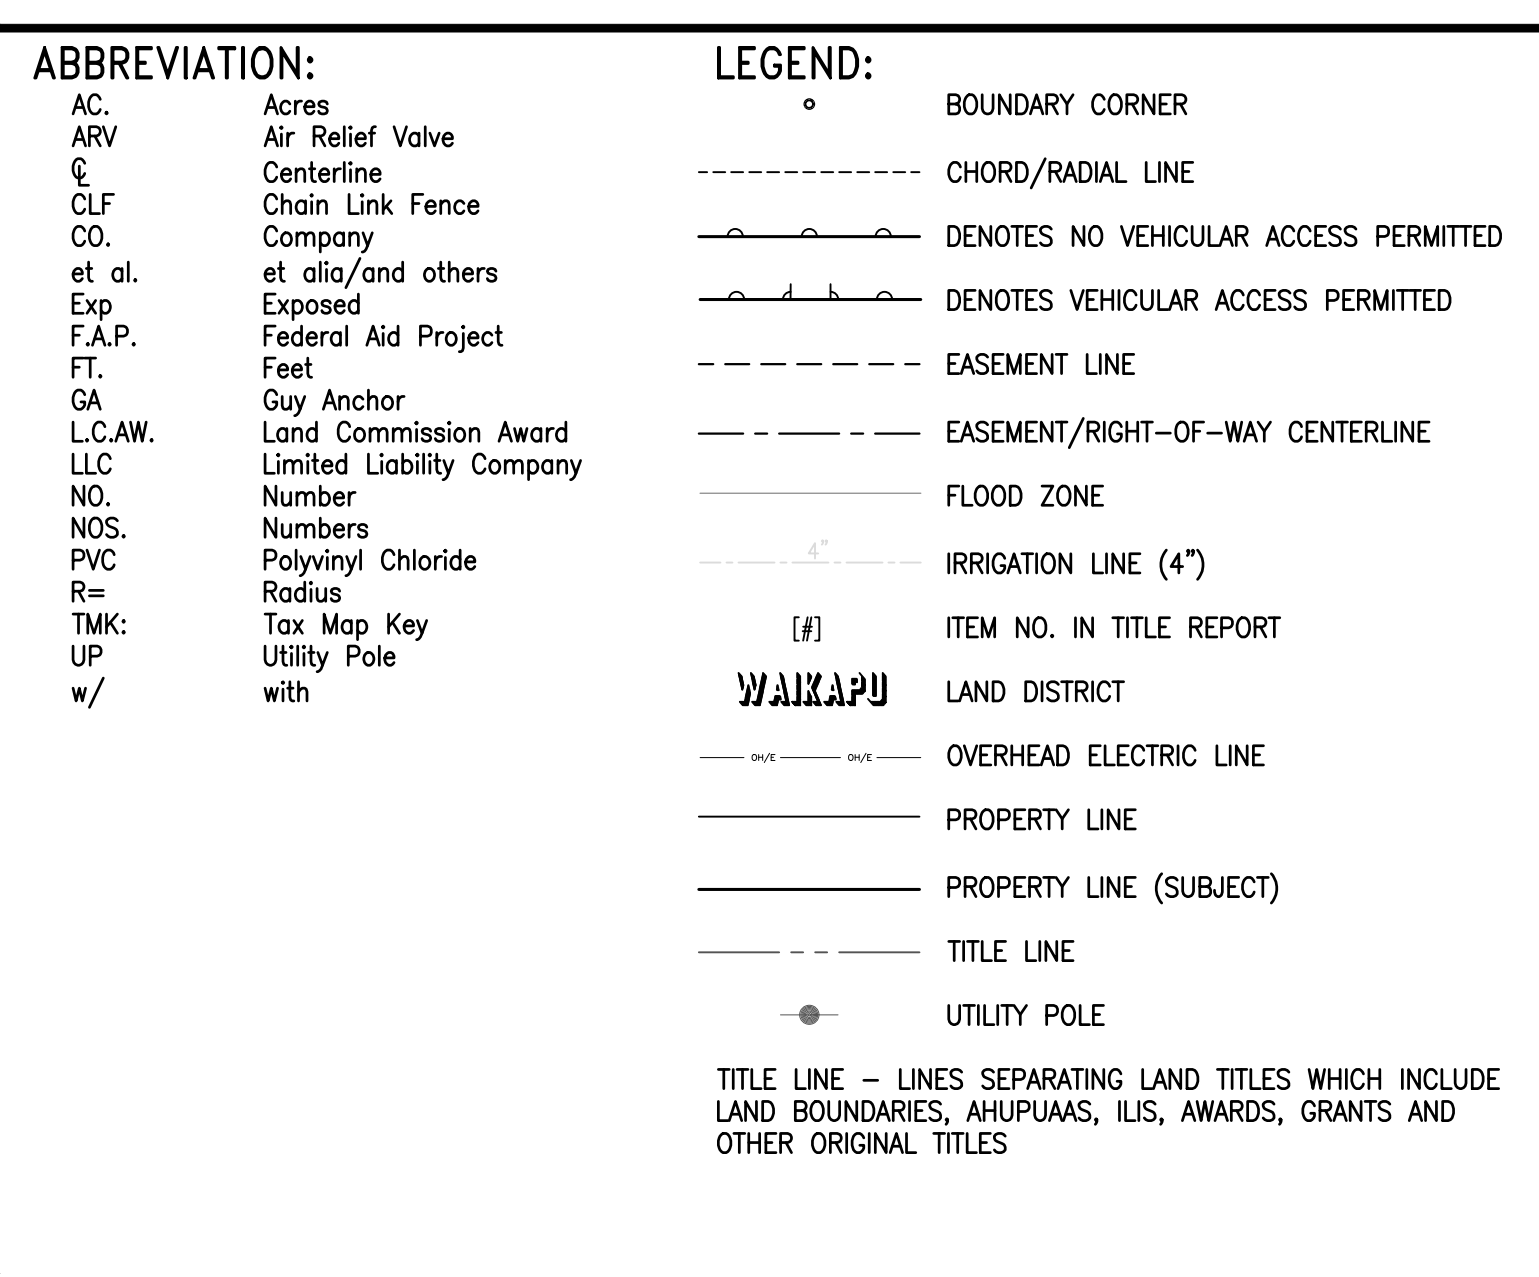 ABBREVIATION:
AC. Acres
ARV Air Relief Valve
℄ Centerline
CLF Chain Link Fence
CO. Company
et al. et alia/and others
Exp Exposed
F.A.P. Federal Aid Project
FT. Feet
GA Guy Anchor
L.C.AW. Land Commission Award
LLC Limited Liability Company
NO. Number
NOS. Numbers
PVC Polyvinyl Chloride
R= Radius
TMK: Tax Map Key
UP Utility Pole
w/ with
LEGEND:
BOUNDARY CORNER
CHORD/RADIAL LINE
DENOTES NO VEHICULAR ACCESS PERMITTED
DENOTES VEHICULAR ACCESS PERMITTED
EASEMENT LINE
EASEMENT/RIGHT-OF-WAY CENTERLINE
FLOOD ZONE
4" IRRIGATION LINE (4")
[#] ITEM NO. IN TITLE REPORT
WAIKAPU LAND DISTRICT
OH/E OH/E OVERHEAD ELECTRIC LINE
PROPERTY LINE
PROPERTY LINE (SUBJECT)
TITLE LINE
UTILITY POLE
TITLE LINE – LINES SEPARATING LAND TITLES WHICH INCLUDE
LAND BOUNDARIES, AHUPUAAS, ILIS, AWARDS, GRANTS AND
OTHER ORIGINAL TITLES